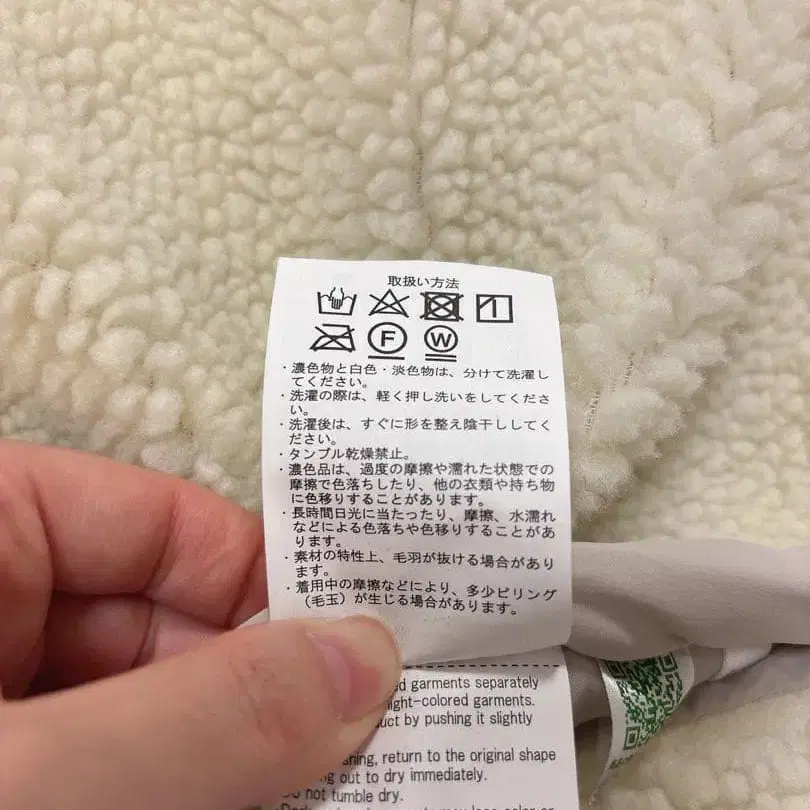 取扱い方法
F W
・濃色物と白色・淡色物は、分けて洗濯し
てください。
・洗濯の際は、軽く押し洗いをしてくださ
い。
・洗濯後は、すぐに形を整え陰干ししてく
ださい。
・タンブル乾燥禁止。
・濃色品は、過度の摩擦や濡れた状態での
摩擦で色落ちしたり、他の衣類や持ち物
に色移りすることがあります。
・長時間日光に当たったり、摩擦、水濡れ
などによる色落ちや色移りすることがあ
ります。
・素材の特性上、毛羽が抜ける場合があり
ます。
・着用中の摩擦などにより、多少ピリング
（毛玉）が生じる場合があります。
garments separately
light-colored garments.
by pushing it slightly
return to the original shape
out to dry immediately.
not tumble dry.